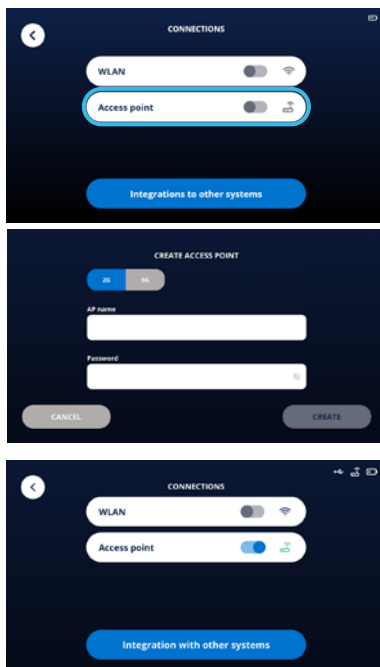 CONNECTIONS
WLAN
Access point
Integrations to other systems
CREATE ACCESS POINT
2G 5G
AP name
Password
CANCEL CREATE
CONNECTIONS
WLAN
Access point
Integration with other systems